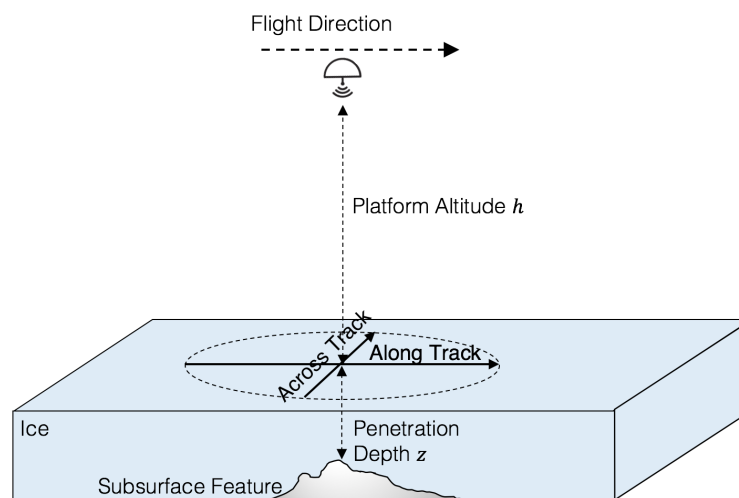 Flight Direction
Platform Altitude h
Across Track
Along Track
Ice
Penetration
Depth z
Subsurface Feature